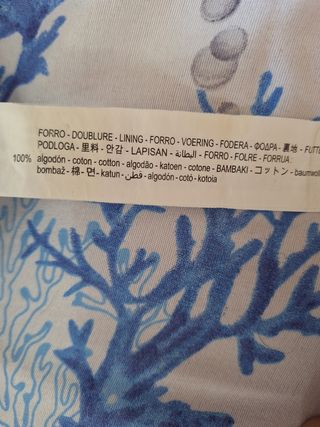 FORRO - DOUBLURE - LINING - FORRO - VOERING - FODERA - ΦΟΔΡΑ - 裏地 - FUTT
PODLOGA - 里料 - 안감 - LAPISAN - البطانة - FORRO - FOLRE - FORRUA:
100% algodón - coton - cotton - algodão - katoen - cotone - BAMBAKI - コットン - baumwoll
bombaž - 棉 - 면 - katun - قطن - algodón - cotó - kotoia